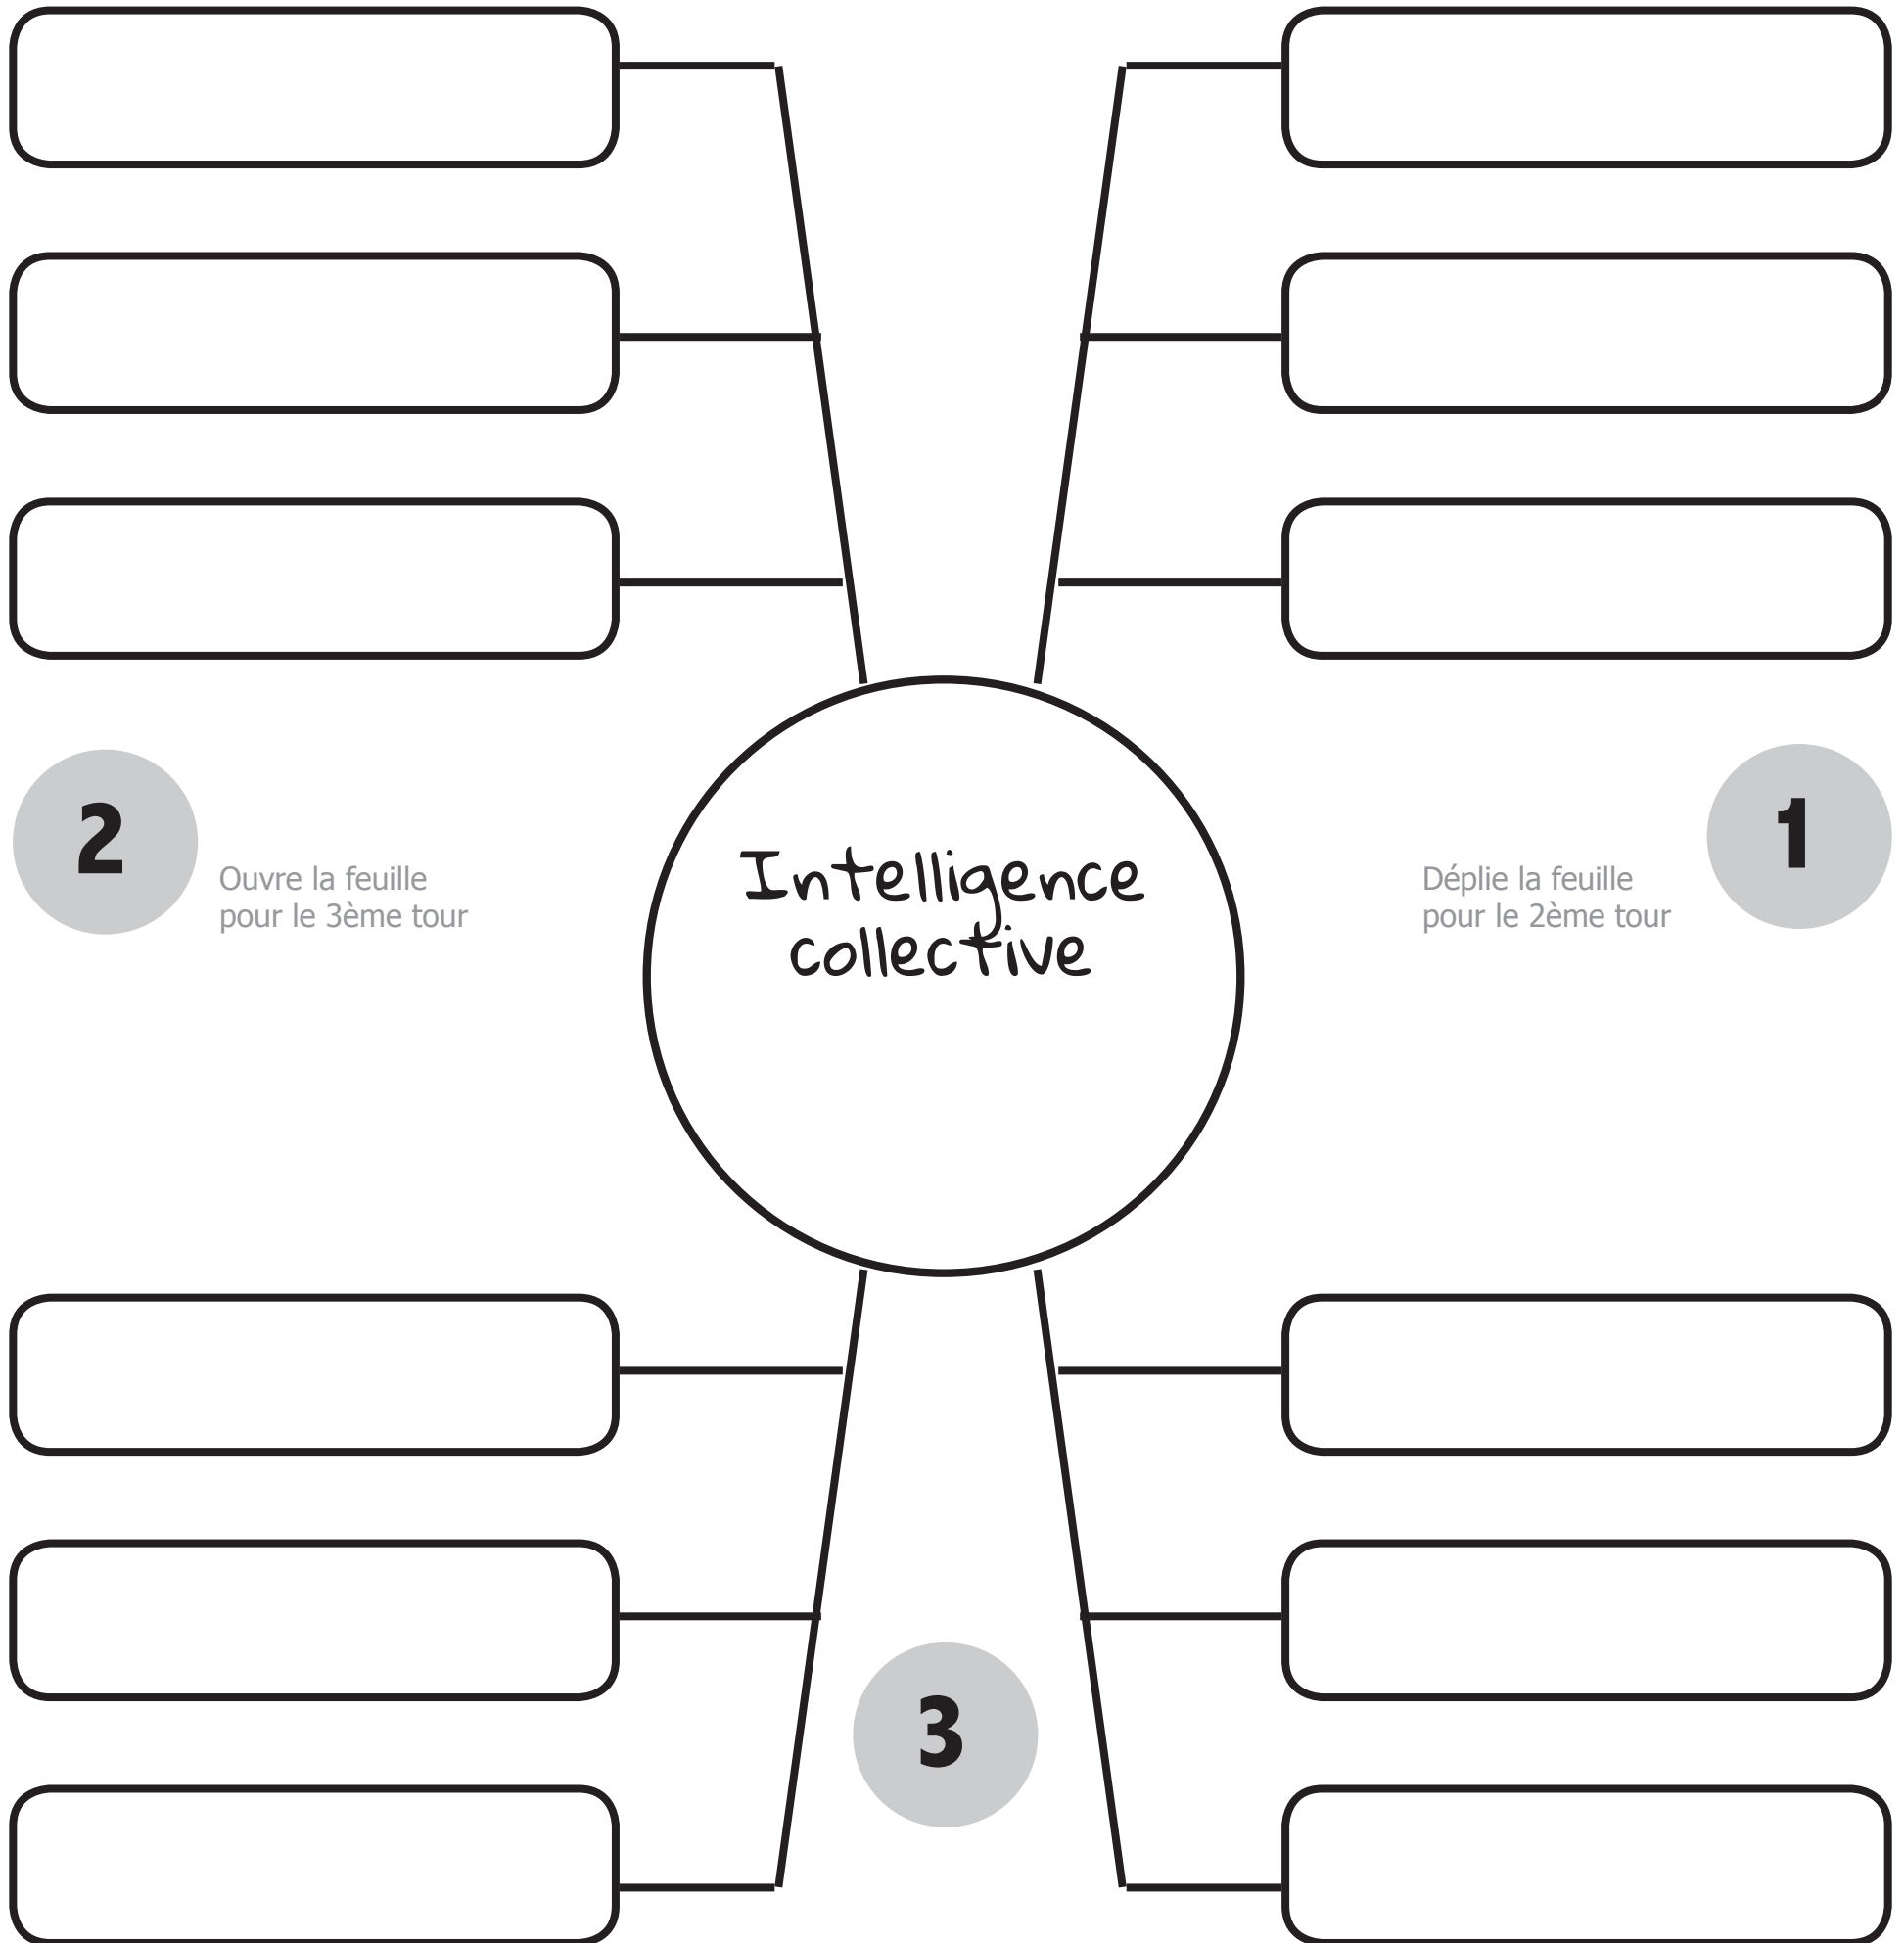 2
Ouvre la feuille
pour le 3ème tour
Intelligence
collective
1
Déplie la feuille
pour le 2ème tour
3